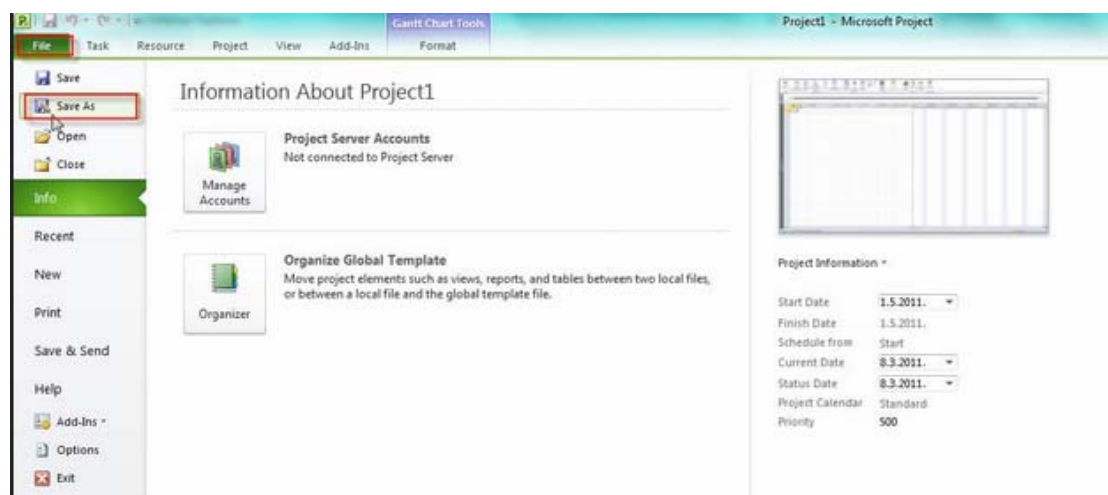 Gantt Chart Tools
Project1 - Microsoft Project
File Task Resource Project View Add-Ins Format
Save
Save As
Open
Close
Info
Recent
New
Print
Save & Send
Help
Add-Ins
Options
Exit
Information About Project1
Manage Accounts
Project Server Accounts
Not connected to Project Server
Organizer
Organize Global Template
Move project elements such as views, reports, and tables between two local files,
or between a local file and the global template file.
Project Information
Start Date 1.5.2011.
Finish Date 1.5.2011.
Schedule from Start
Current Date 8.3.2011.
Status Date 8.3.2011.
Project Calendar Standard
Priority 500